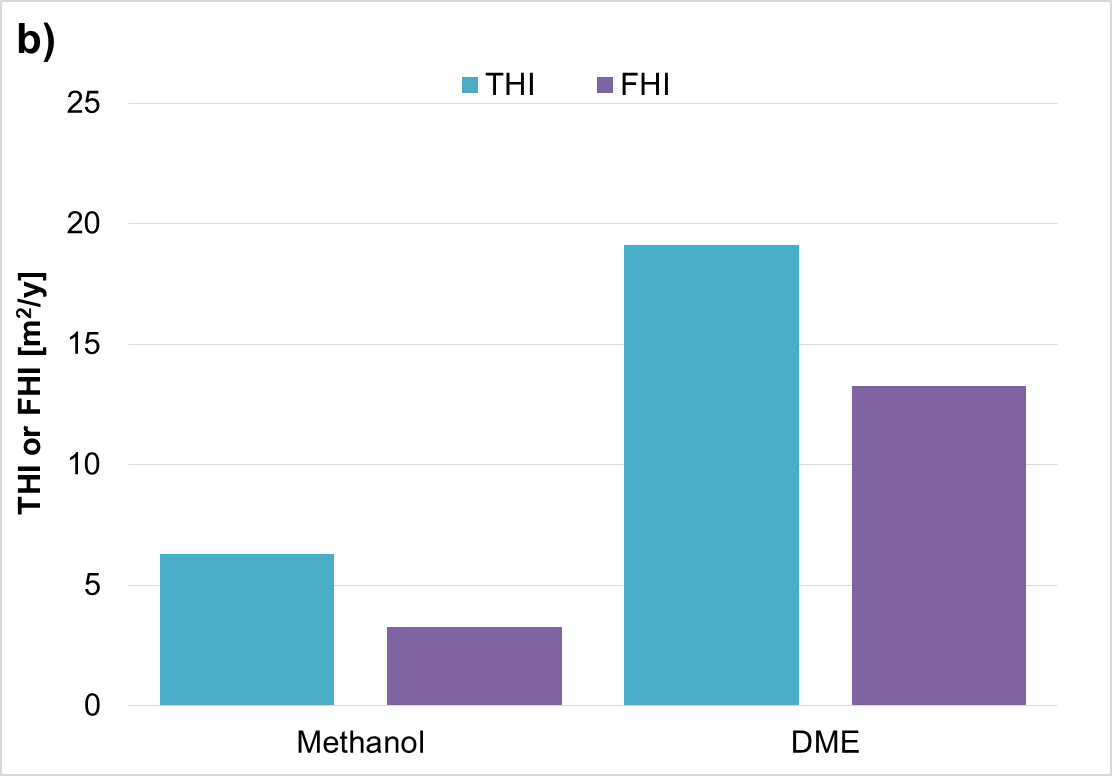 b)
THI FHI
25
20
15
10
5
0
THI or FHI [m²/y]
Methanol DME